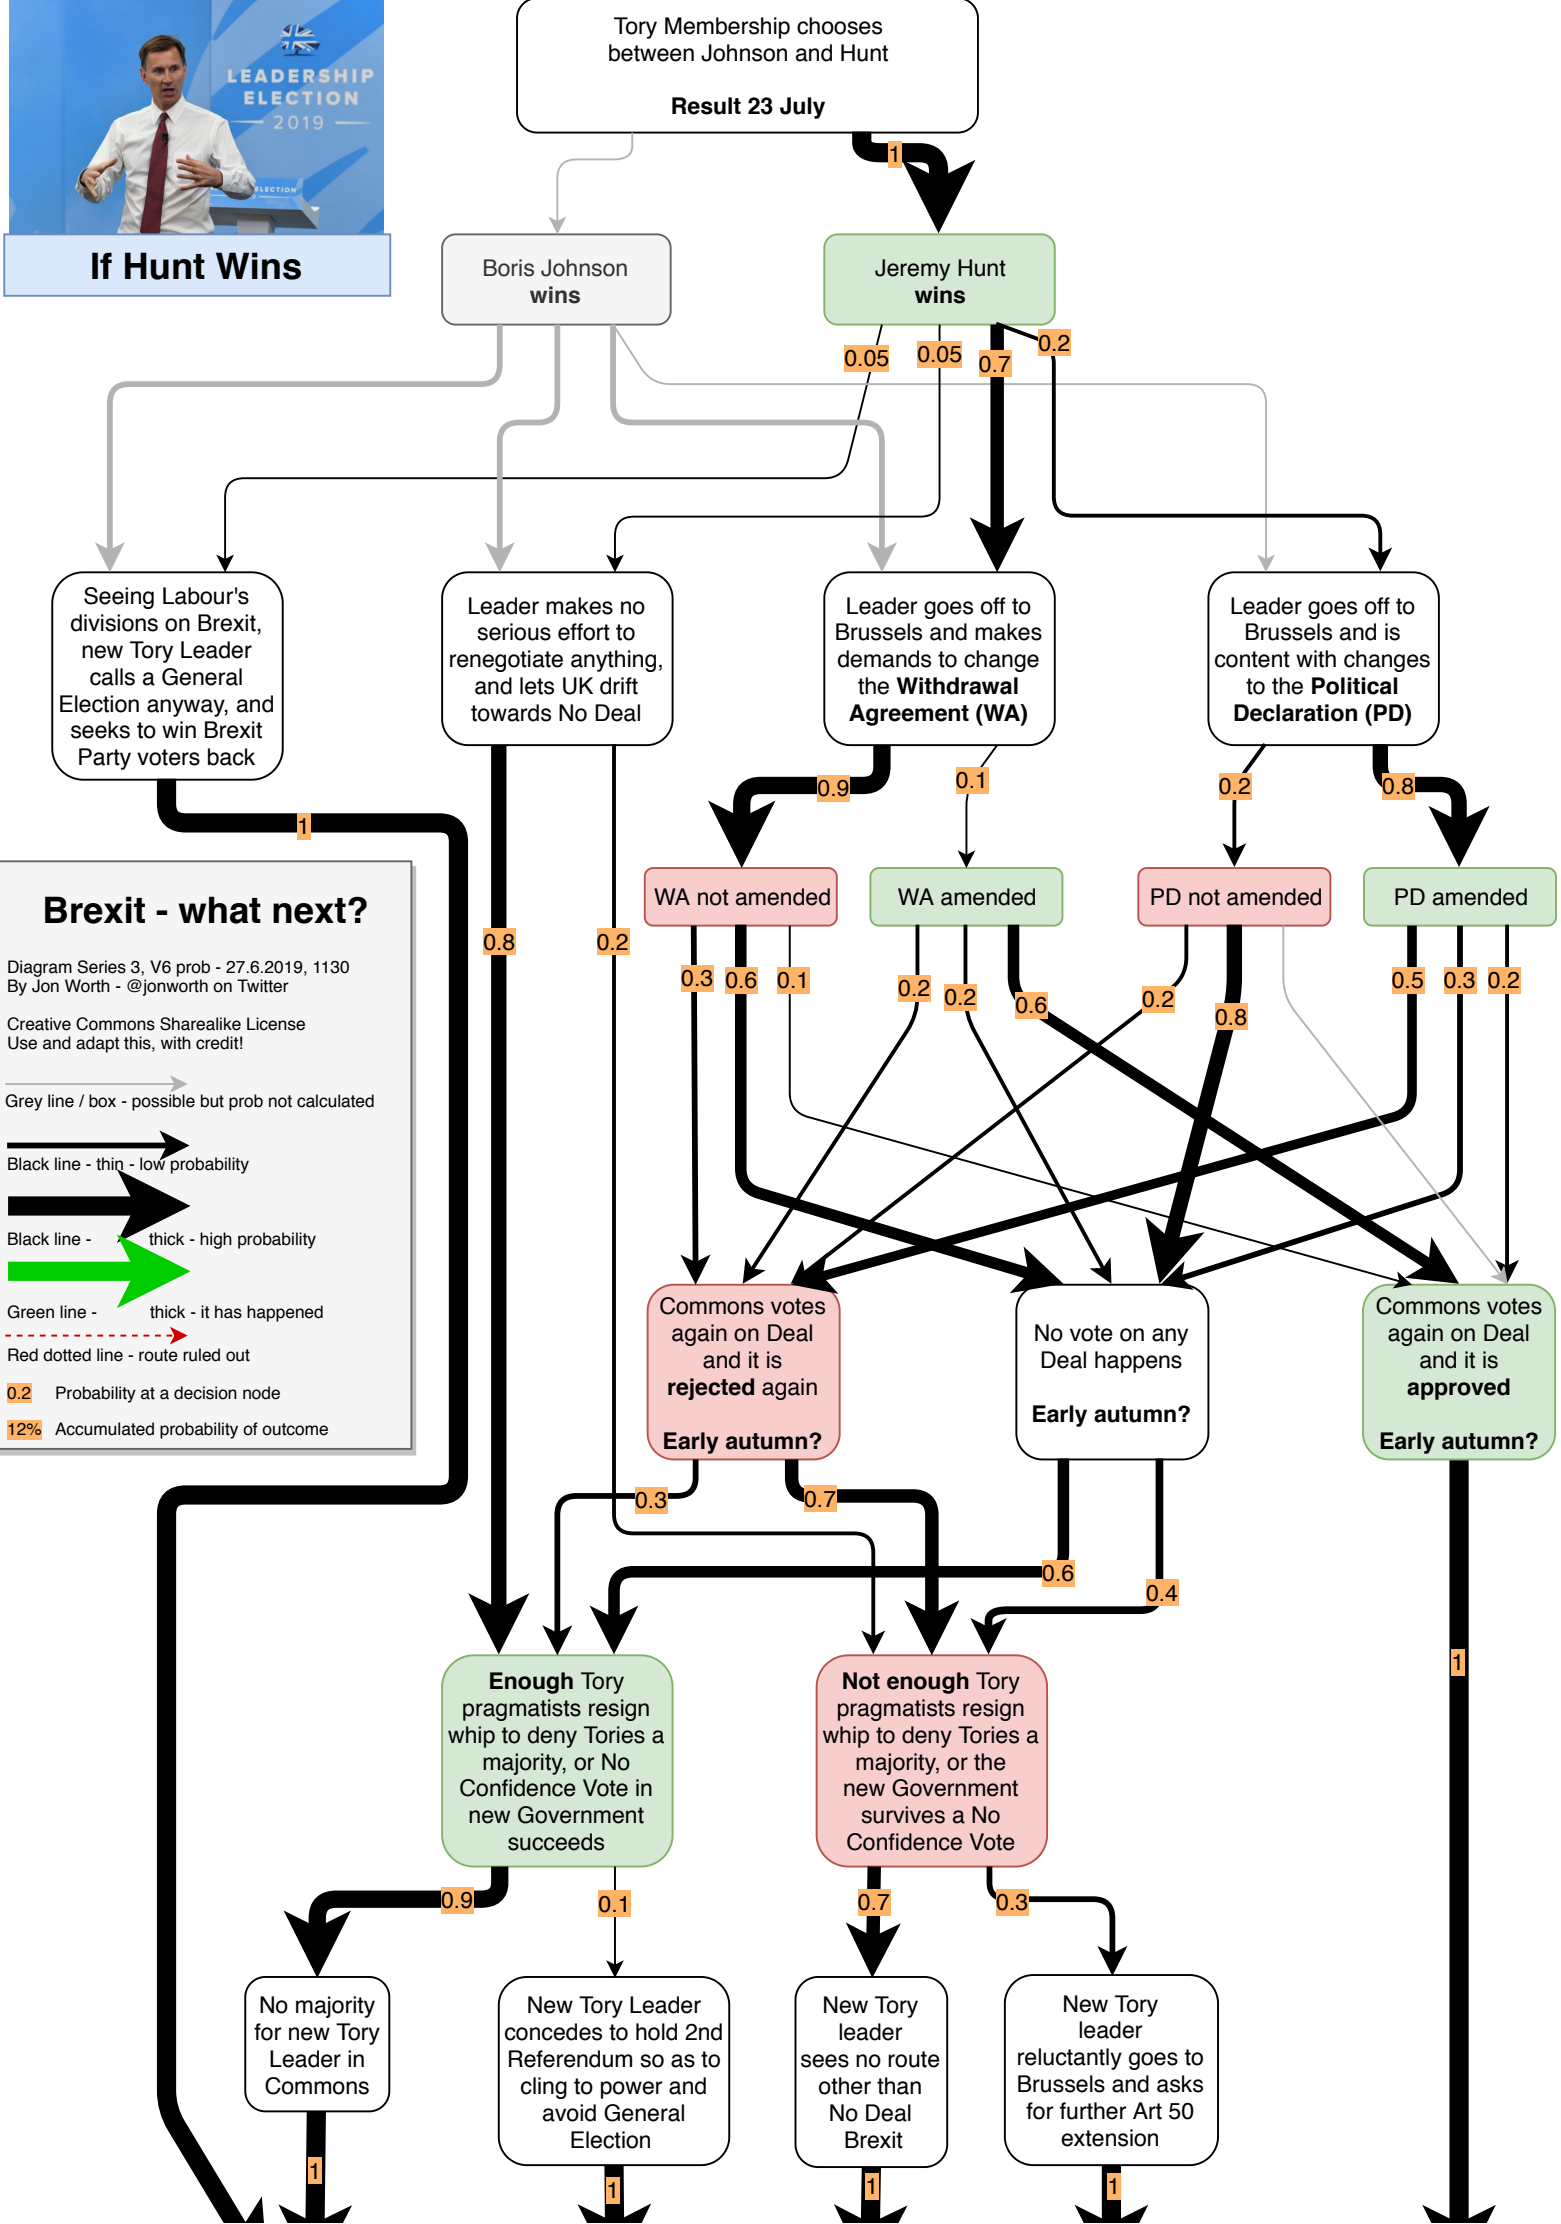 LEADERSHIP
ELECTION
2019
ELECTION
If Hunt Wins
Tory Membership chooses
between Johnson and Hunt
Result 23 July
1
Boris Johnson
wins
Jeremy Hunt
wins
0.05
0.05
0.7
0.2
Seeing Labour's
divisions on Brexit,
new Tory Leader
calls a General
Election anyway, and
seeks to win Brexit
Party voters back
Leader makes no
serious effort to
renegotiate anything,
and lets UK drift
towards No Deal
Leader goes off to
Brussels and makes
demands to change
the Withdrawal
Agreement (WA)
Leader goes off to
Brussels and is
content with changes
to the Political
Declaration (PD)
1
0.9
0.1
0.2
0.8
WA not amended
WA amended
PD not amended
PD amended
Brexit - what next?
Diagram Series 3, V6 prob - 27.6.2019, 1130
By Jon Worth - @jonworth on Twitter
Creative Commons Sharealike License
Use and adapt this, with credit!
Grey line / box - possible but prob not calculated
Black line - thin - low probability
Black line - thick - high probability
Green line - thick - it has happened
Red dotted line - route ruled out
0.2 Probability at a decision node
12% Accumulated probability of outcome
0.8
0.2
0.3
0.6
0.1
0.2
0.2
0.6
0.2
0.8
0.5
0.3
0.2
Commons votes
again on Deal
and it is
rejected again
Early autumn?
No vote on any
Deal happens
Early autumn?
Commons votes
again on Deal
and it is
approved
Early autumn?
0.3
0.7
0.6
0.4
1
Enough Tory
pragmatists resign
whip to deny Tories a
majority, or No
Confidence Vote in
new Government
succeeds
Not enough Tory
pragmatists resign
whip to deny Tories a
majority, or the
new Government
survives a No
Confidence Vote
0.9
0.1
0.7
0.3
No majority
for new Tory
Leader in
Commons
New Tory Leader
concedes to hold 2nd
Referendum so as to
cling to power and
avoid General
Election
New Tory
leader
sees no route
other than
No Deal
Brexit
New Tory
leader
reluctantly goes to
Brussels and asks
for further Art 50
extension
1
1
1
1